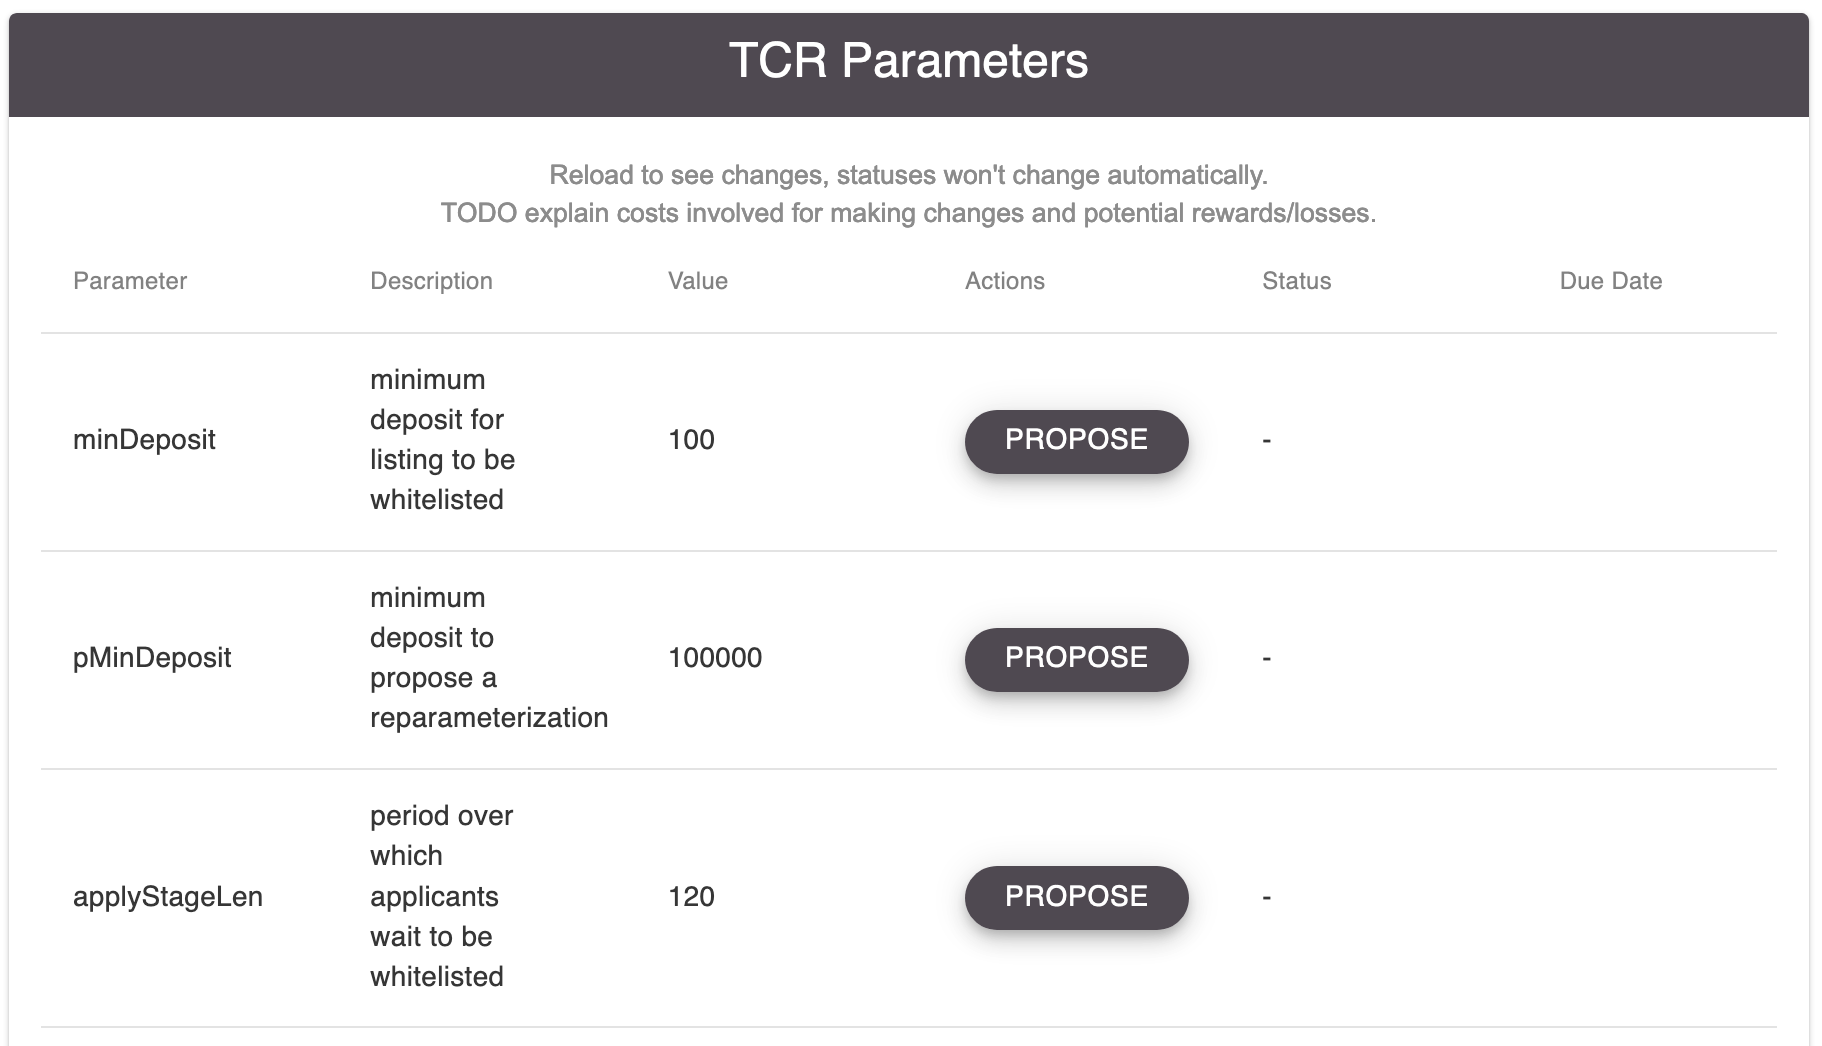 TCR Parameters
Reload to see changes, statuses won't change automatically.
TODO explain costs involved for making changes and potential rewards/losses.
Parameter Description Value Actions Status Due Date
minDeposit
minimum
deposit for
listing to be
whitelisted
100
PROPOSE
-
pMinDeposit
minimum
deposit to
propose a
reparameterization
100000
PROPOSE
-
applyStageLen
period over
which
applicants
wait to be
whitelisted
120
PROPOSE
-